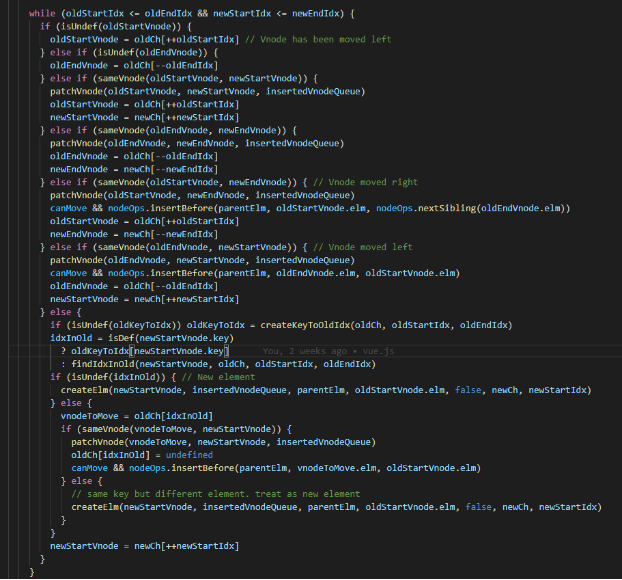 while (oldStartIdx <= oldEndIdx && newStartIdx <= newEndIdx) {
if (isUndef(oldStartVnode)) {
oldStartVnode = oldCh[++oldStartIdx] // Vnode has been moved left
} else if (isUndef(oldEndVnode)) {
oldEndVnode = oldCh[--oldEndIdx]
} else if (sameVnode(oldStartVnode, newStartVnode)) {
patchVnode(oldStartVnode, newStartVnode, insertedVnodeQueue)
oldStartVnode = oldCh[++oldStartIdx]
newStartVnode = newCh[++newStartIdx]
} else if (sameVnode(oldEndVnode, newEndVnode)) {
patchVnode(oldEndVnode, newEndVnode, insertedVnodeQueue)
oldEndVnode = oldCh[--oldEndIdx]
newEndVnode = newCh[--newEndIdx]
} else if (sameVnode(oldStartVnode, newEndVnode)) { // Vnode moved right
patchVnode(oldStartVnode, newEndVnode, insertedVnodeQueue)
canMove && nodeOps.insertBefore(parentElm, oldStartVnode.elm, nodeOps.nextSibling(oldEndVnode.elm))
oldStartVnode = oldCh[++oldStartIdx]
newEndVnode = newCh[--newEndIdx]
} else if (sameVnode(oldEndVnode, newStartVnode)) { // Vnode moved left
patchVnode(oldEndVnode, newStartVnode, insertedVnodeQueue)
canMove && nodeOps.insertBefore(parentElm, oldEndVnode.elm, oldStartVnode.elm)
oldEndVnode = oldCh[--oldEndIdx]
newStartVnode = newCh[++newStartIdx]
} else {
if (isUndef(oldKeyToIdx)) oldKeyToIdx = createKeyToOldIdx(oldCh, oldStartIdx, oldEndIdx)
idxInOld = isDef(newStartVnode.key)
? oldKeyToIdx[newStartVnode.key] You, 2 weeks ago • vue.js
: findIdxInOld(newStartVnode, oldCh, oldStartIdx, oldEndIdx)
if (isUndef(idxInOld)) { // New element
createElm(newStartVnode, insertedVnodeQueue, parentElm, oldStartVnode.elm, false, newCh, newStartIdx)
} else {
vnodeToMove = oldCh[idxInOld]
if (sameVnode(vnodeToMove, newStartVnode)) {
patchVnode(vnodeToMove, newStartVnode, insertedVnodeQueue)
oldCh[idxInOld] = undefined
canMove && nodeOps.insertBefore(parentElm, vnodeToMove.elm, oldStartVnode.elm)
} else {
// same key but different element. treat as new element
createElm(newStartVnode, insertedVnodeQueue, parentElm, oldStartVnode.elm, false, newCh, newStartIdx)
}
}
newStartVnode = newCh[++newStartIdx]
}
}